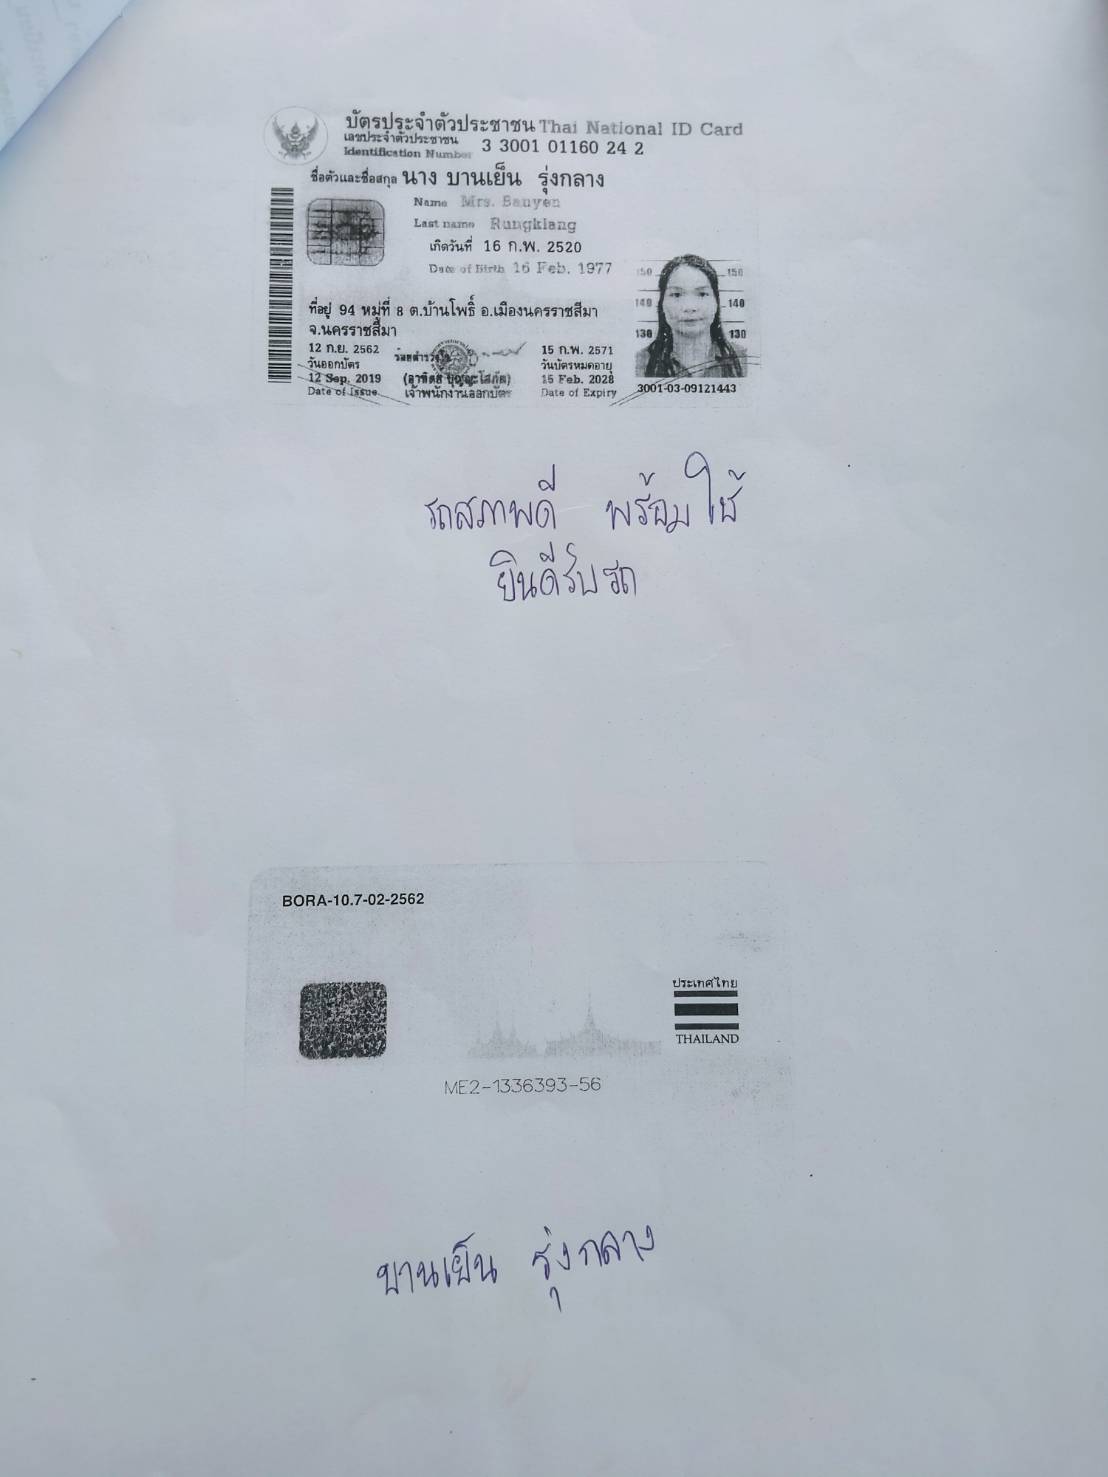 บัตรประจำตัวประชาชน Thai National ID Card
เลขประจำตัวประชาชน
Identification Number 3 3001 01160 24 2
ชื่อตัวและชื่อสกุล นาง บานเย็น รุ่งกลาง
Name Mrs. Banyen
Last name Rungklang
เกิดวันที่ 16 ก.พ. 2520
Date of Birth 16 Feb. 1977
150 150
140 140
130 130
ที่อยู่ 94 หมู่ที่ 8 ต.บ้านโพธิ์ อ.เมืองนครราชสีมา
จ.นครราชสีมา
12 ก.ย. 2562
วันออกบัตร
12 Sep. 2019
Date of Issue
เจ้าพนักงานออกบัตร
15 ก.พ. 2571
วันบัตรหมดอายุ
15 Feb. 2028
Date of Expiry
3001-03-09121443
รถสภาพดี พร้อมใช้
ยินดีรับรถ
BORA-10.7-02-2562
ประเทศไทย
THAILAND
ME2-1336393-56
บานเย็น รุ่งกลาง